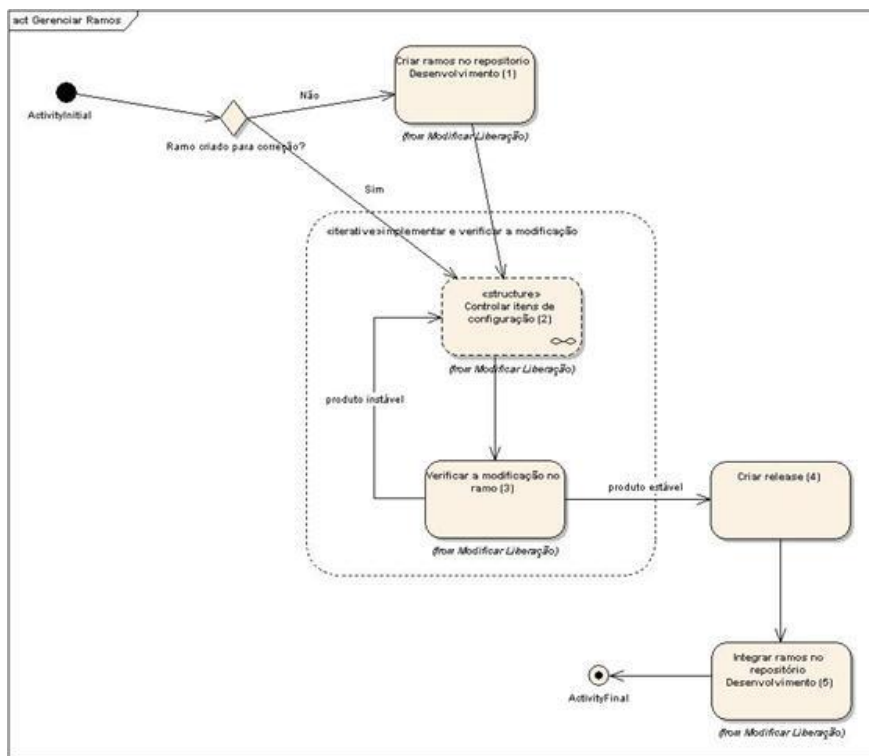 act Gerenciar Ramos
ActivityInitial
Ramo criado para correção?
Não
Criar ramos no repositorio
Desenvolvimento (1)
(from Modificar Liberação)
Sim
«iterative»implementar e verificar a modificação
«structure»
Controlar itens de
configuração (2)
(from Modificar Liberação)
produto instável
Verificar a modificação no
ramo (3)
(from Modificar Liberação)
produto estável
Criar release (4)
Integrar ramos no
repositório
Desenvolvimento (5)
(from Modificar Liberação)
ActivityFinal